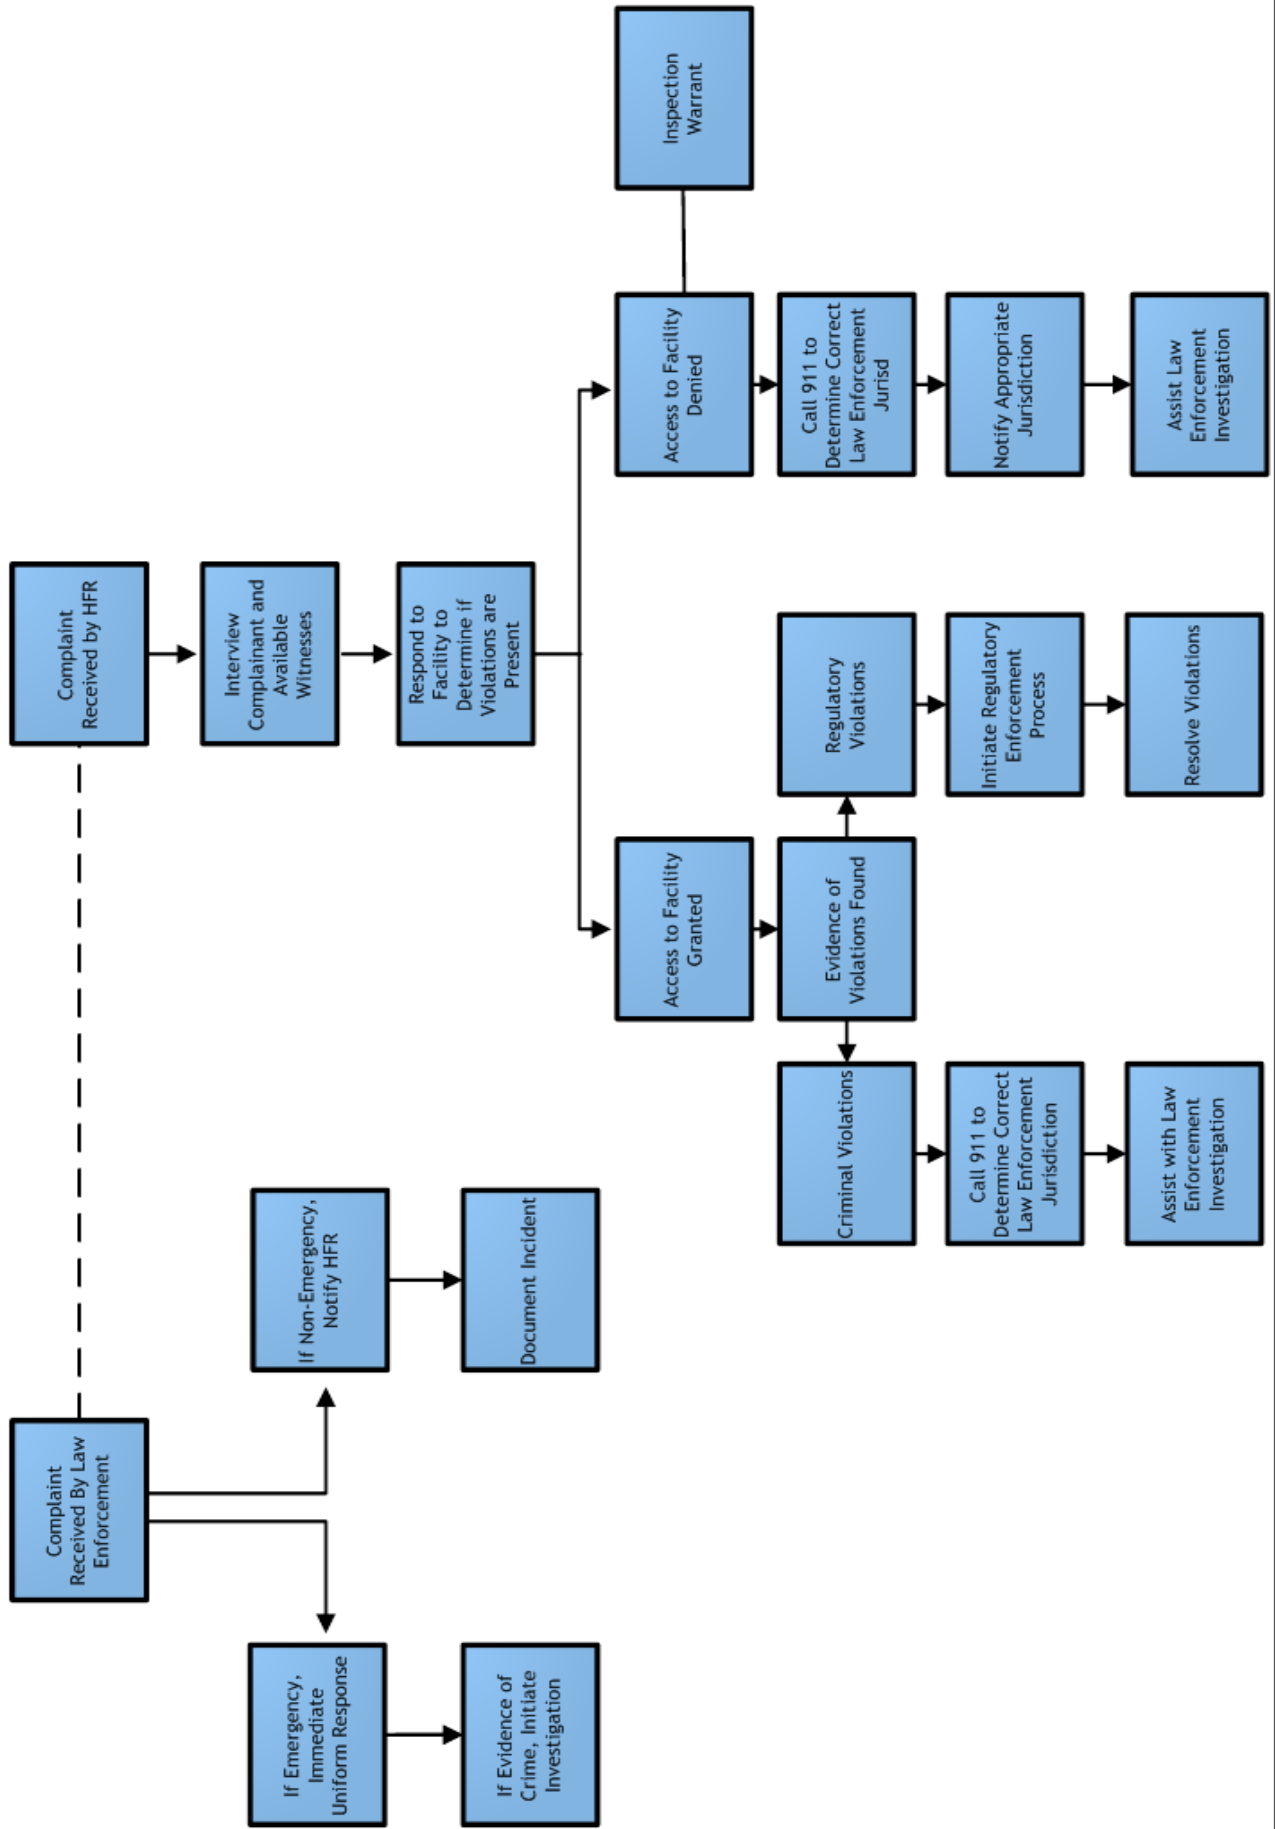 Complaint
Received By Law
Enforcement
If Emergency,
Immediate
Uniform Response
If Evidence of
Crime, Initiate
Investigation
If Non-Emergency,
Notify HFR
Document Incident
Complaint
Received by HFR
Interview
Complainant and
Available
Witnesses
Respond to
Facility to
Determine if
Violations are
Present
Access to Facility
Granted
Evidence of
Violations Found
Criminal Violations
Call 911 to
Determine Correct
Law Enforcement
Jurisdiction
Assist with Law
Enforcement
Investigation
Regulatory
Violations
Initiate Regulatory
Enforcement
Process
Resolve Violations
Access to Facility
Denied
Inspection
Warrant
Call 911 to
Determine Correct
Law Enforcement
Jurisd
Notify Appropriate
Jurisdiction
Assist Law
Enforcement
Investigation